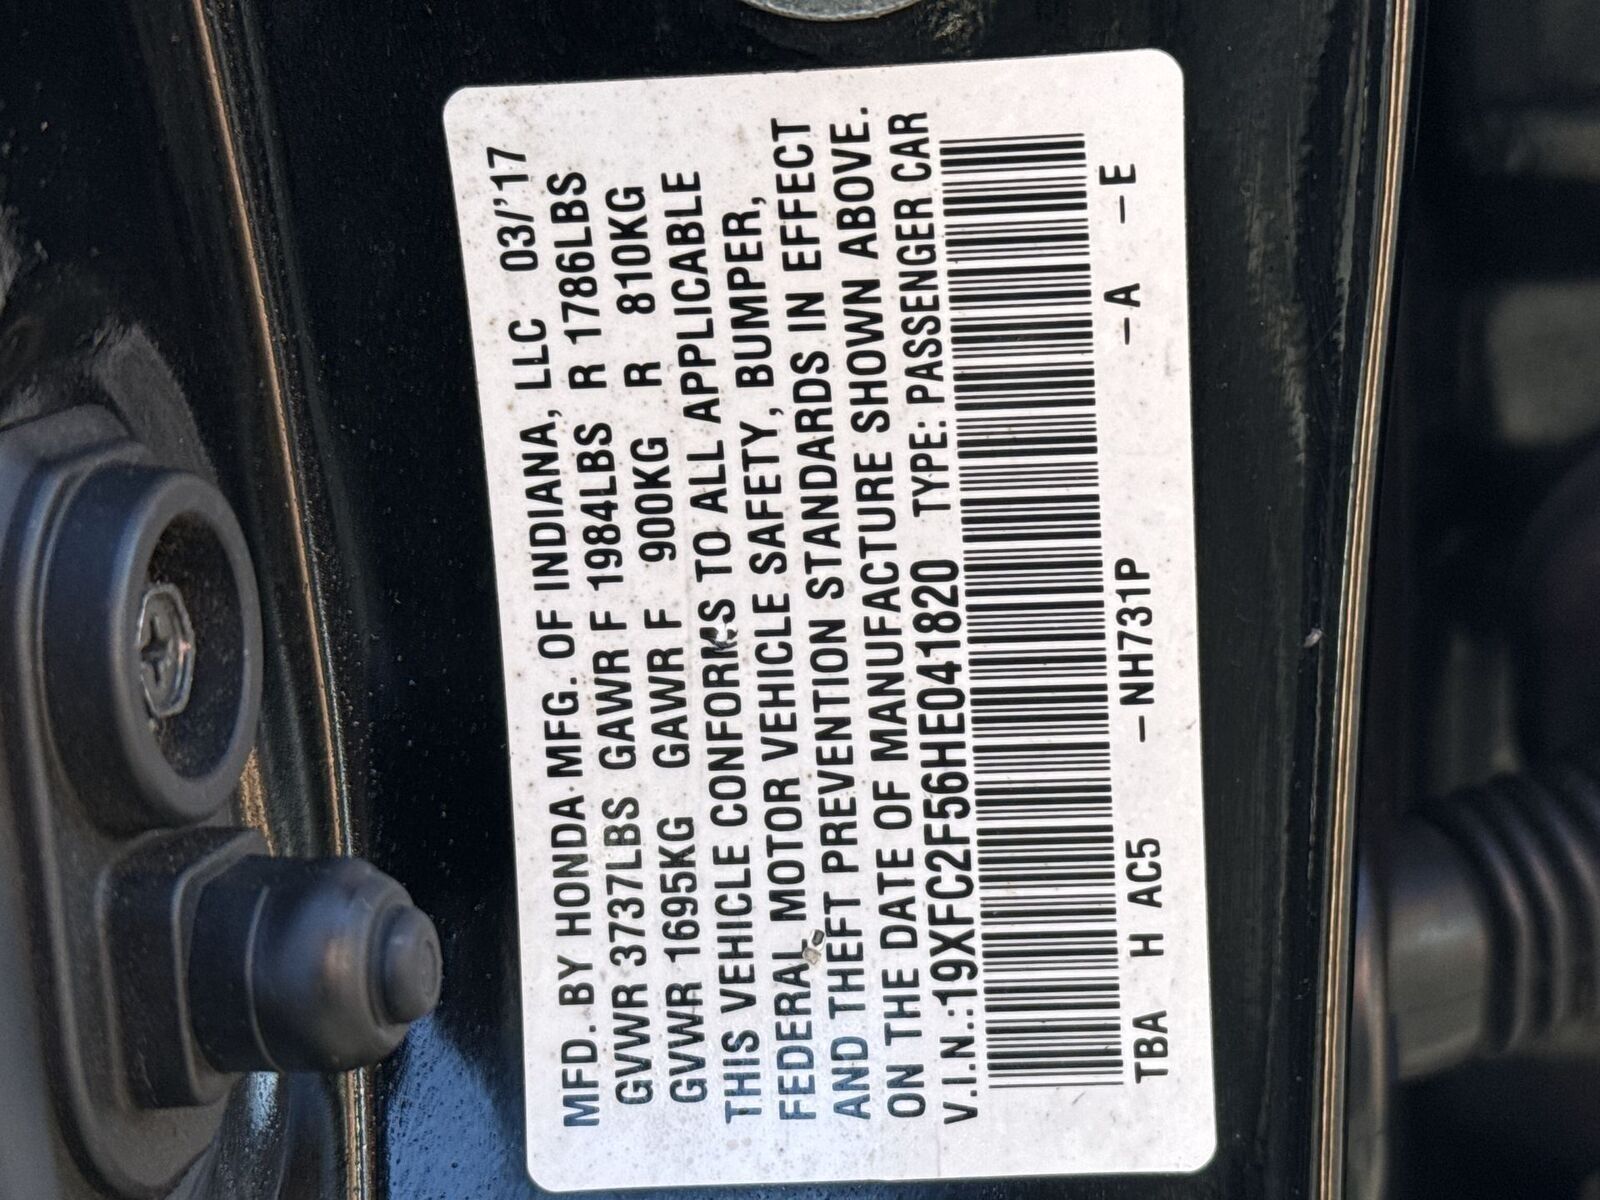 MFD. BY HONDA MFG. OF INDIANA, LLC 03/'17
GVWR 3737LBS GAWR F 1984LBS R 1786LBS
GVWR 1695KG GAWR F 900KG R 810KG
THIS VEHICLE CONFORMS TO ALL APPLICABLE
FEDERAL MOTOR VEHICLE SAFETY, BUMPER,
AND THEFT PREVENTION STANDARDS IN EFFECT
ON THE DATE OF MANUFACTURE SHOWN ABOVE.
V.I.N.:19XFC2F56HE041820 TYPE: PASSENGER CAR
TBA H AC5 –NH731P –A –E